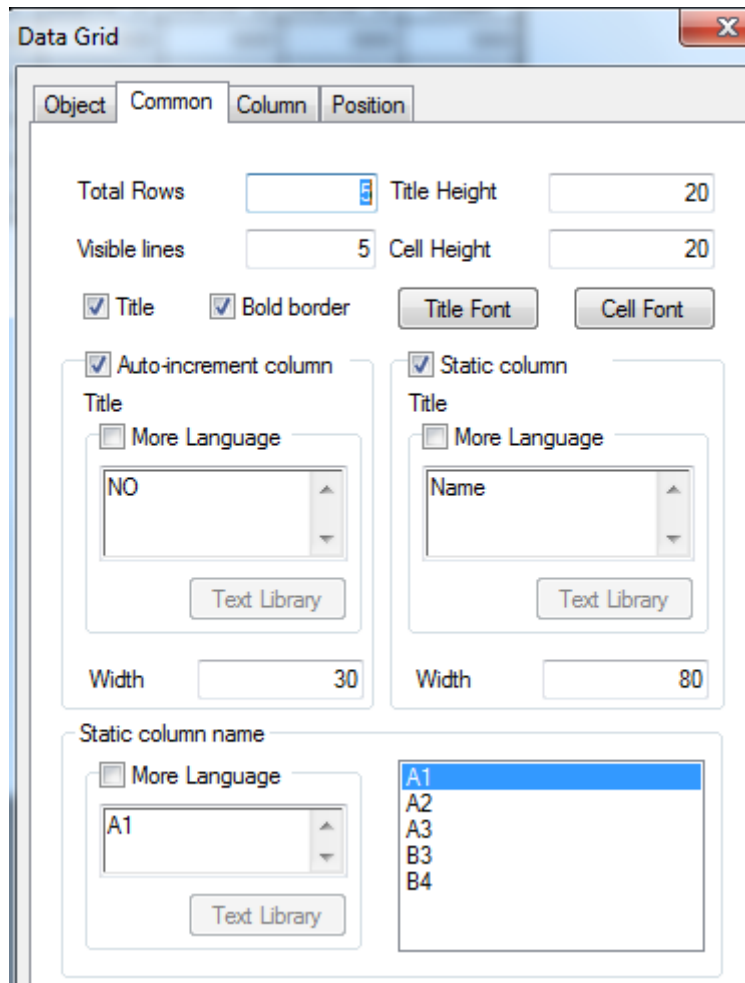 Data Grid
Object Common Column Position
Total Rows 5 Title Height 20
Visible lines 5 Cell Height 20
Title Bold border Title Font Cell Font
Auto-increment column Static column
Title Title
More Language More Language
NO Name
Text Library Text Library
Width 30 Width 80
Static column name
More Language A1
A1 A2
A3
B3
Text Library B4